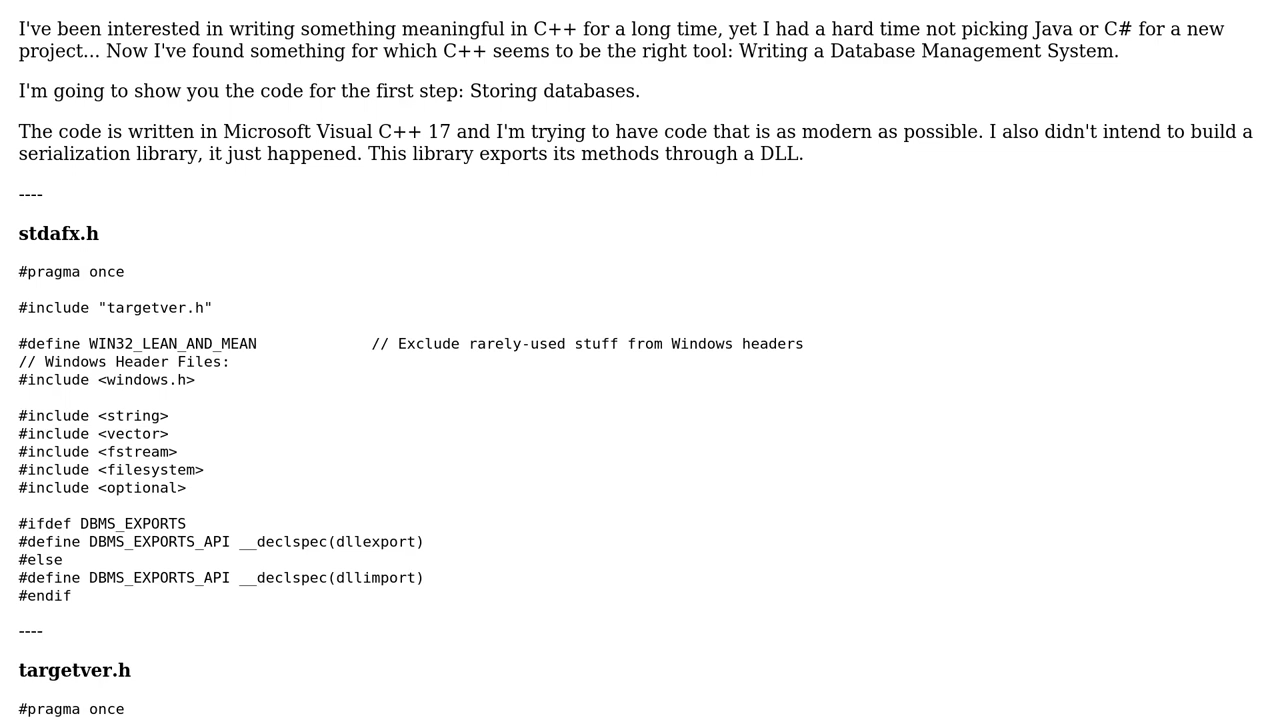 I've been interested in writing something meaningful in C++ for a long time, yet I had a hard time not picking Java or C# for a new
project... Now I've found something for which C++ seems to be the right tool: Writing a Database Management System.
I'm going to show you the code for the first step: Storing databases.
The code is written in Microsoft Visual C++ 17 and I'm trying to have code that is as modern as possible. I also didn't intend to build a
serialization library, it just happened. This library exports its methods through a DLL.
----
stdafx.h
#pragma once
#include "targetver.h"
#define WIN32_LEAN_AND_MEAN             // Exclude rarely-used stuff from Windows headers
// Windows Header Files:
#include <windows.h>
#include <string>
#include <vector>
#include <fstream>
#include <filesystem>
#include <optional>
#ifdef DBMS_EXPORTS
#define DBMS_EXPORTS_API __declspec(dllexport)
#else
#define DBMS_EXPORTS_API __declspec(dllimport)
#endif
----
targetver.h
#pragma once